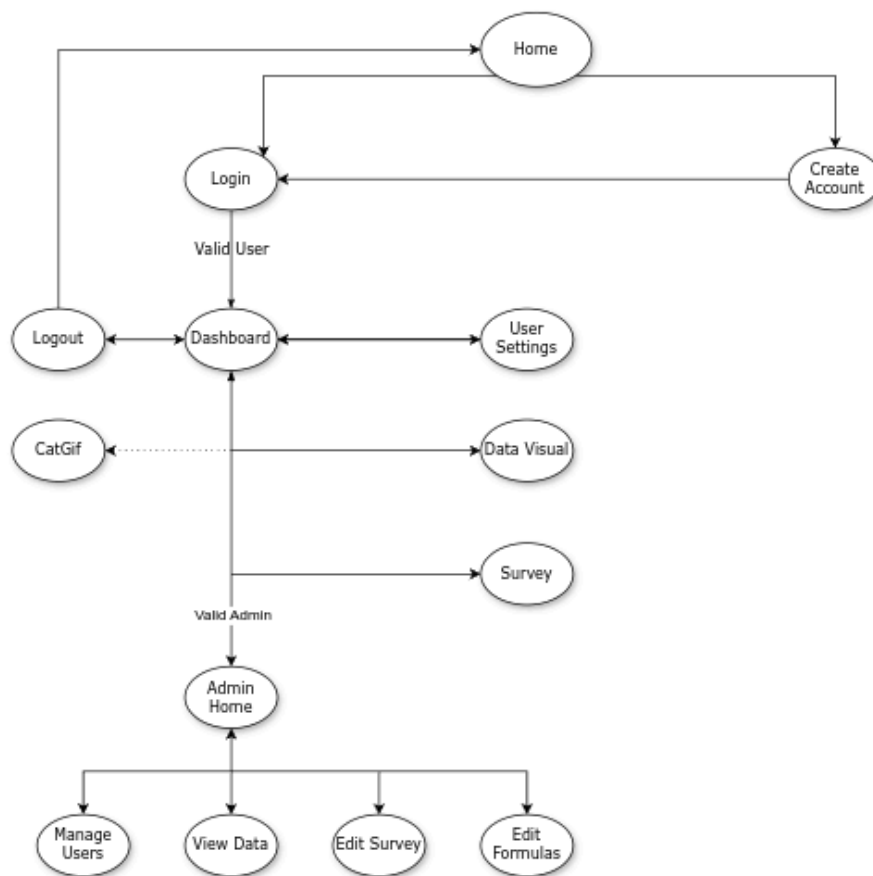 Home
Login
Create
Account
Valid User
Logout
Dashboard
User
Settings
CatGif
Data Visual
Survey
Valid Admin
Admin
Home
Manage
Users
View Data
Edit Survey
Edit
Formulas